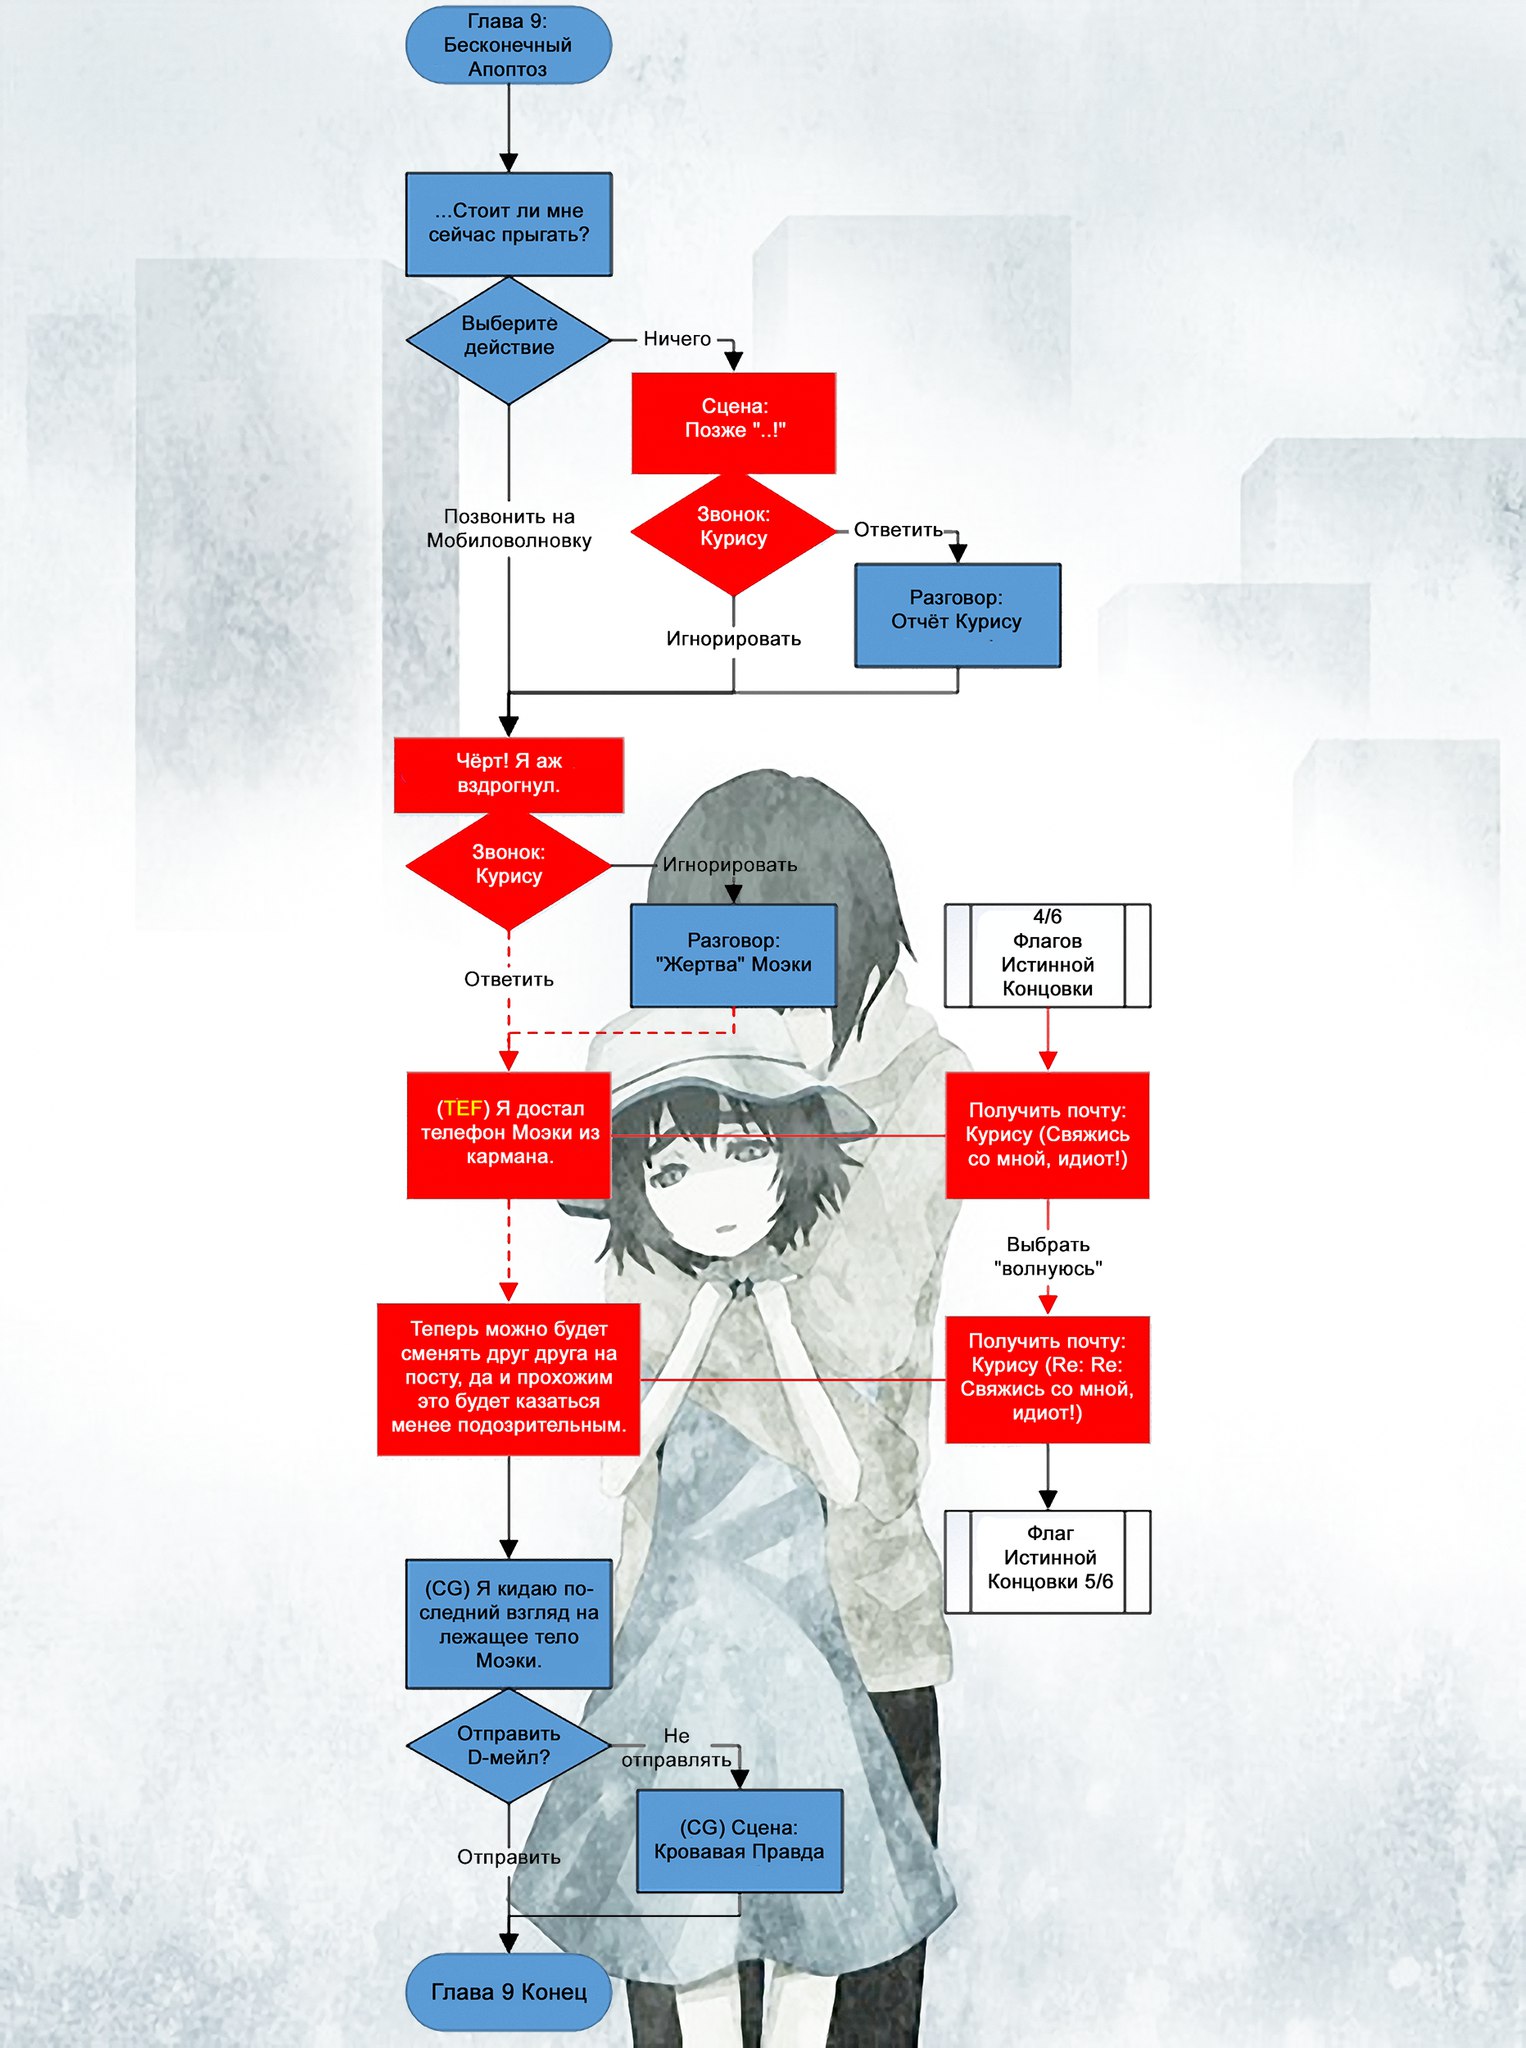 Глава 9:
Бесконечный
Апоптоз
...Стоит ли мне
сейчас прыгать?
Выберите
действие
Ничего
Сцена:
Позже "..!"
Позвонить на
Мобиловолновку
Звонок:
Курису
Ответить
Разговор:
Отчёт Курису
Игнорировать
Чёрт! Я аж
вздрогнул.
Звонок:
Курису
Игнорировать
Разговор:
"Жертва" Моэки
Ответить
4/6
Флагов
Истинной
Концовки
(TEF) Я достал
телефон Моэки из
кармана.
Получить почту:
Курису (Свяжись
со мной, идиот!)
Выбрать
"волнуюсь"
Теперь можно будет
сменять друг друга на
посту, да и прохожим
это будет казаться
менее подозрительным.
Получить почту:
Курису (Re: Re:
Свяжись со мной,
идиот!)
Флаг
Истинной
Концовки 5/6
(CG) Я кидаю по-
следний взгляд на
лежащее тело
Моэки.
Отправить
D-мейл?
Не
отправлять
(CG) Сцена:
Кровавая Правда
Отправить
Глава 9 Конец